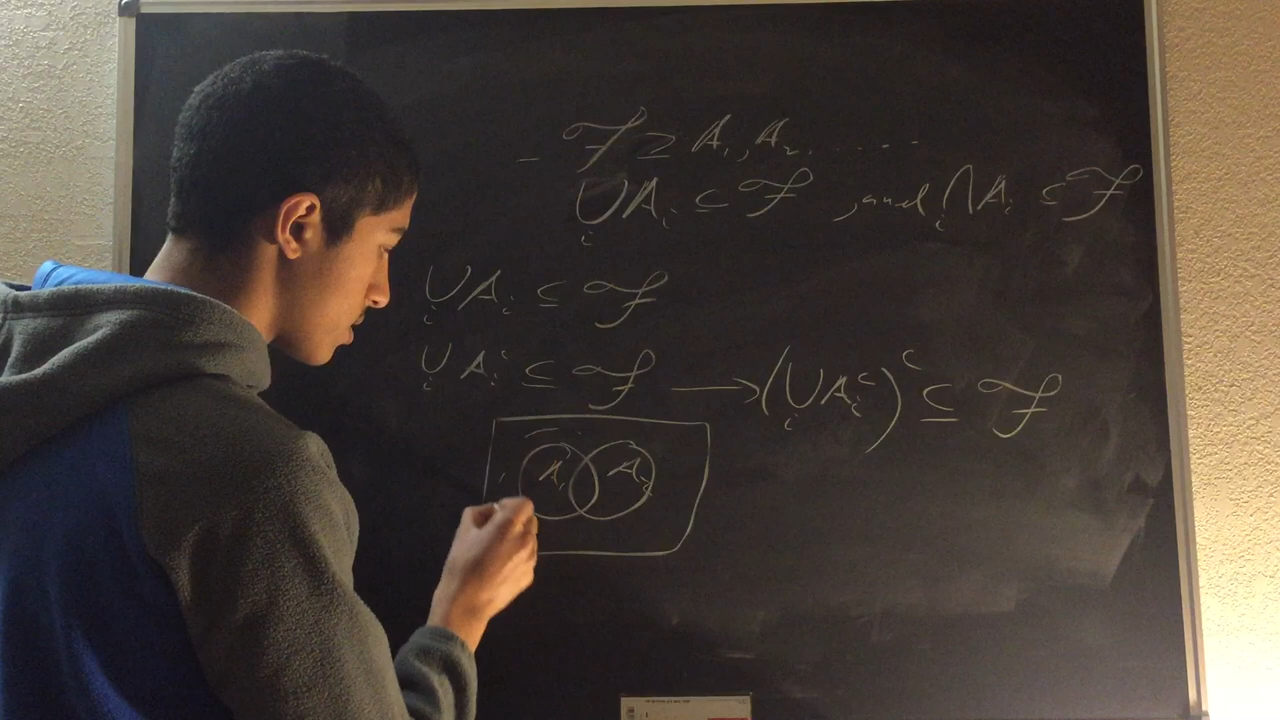 - ℱ ⊇ A₁, A₂, ......
⋃ᵢ Aᵢ ⊆ ℱ , and ⋂ᵢ Aᵢ ⊆ ℱ
⋃ᵢ Aᵢ ⊆ ℱ
⋃ᵢ Aᵢᶜ ⊆ ℱ ⟶ (⋃ᵢ Aᵢᶜ)ᶜ ⊆ ℱ
A₁ A₂